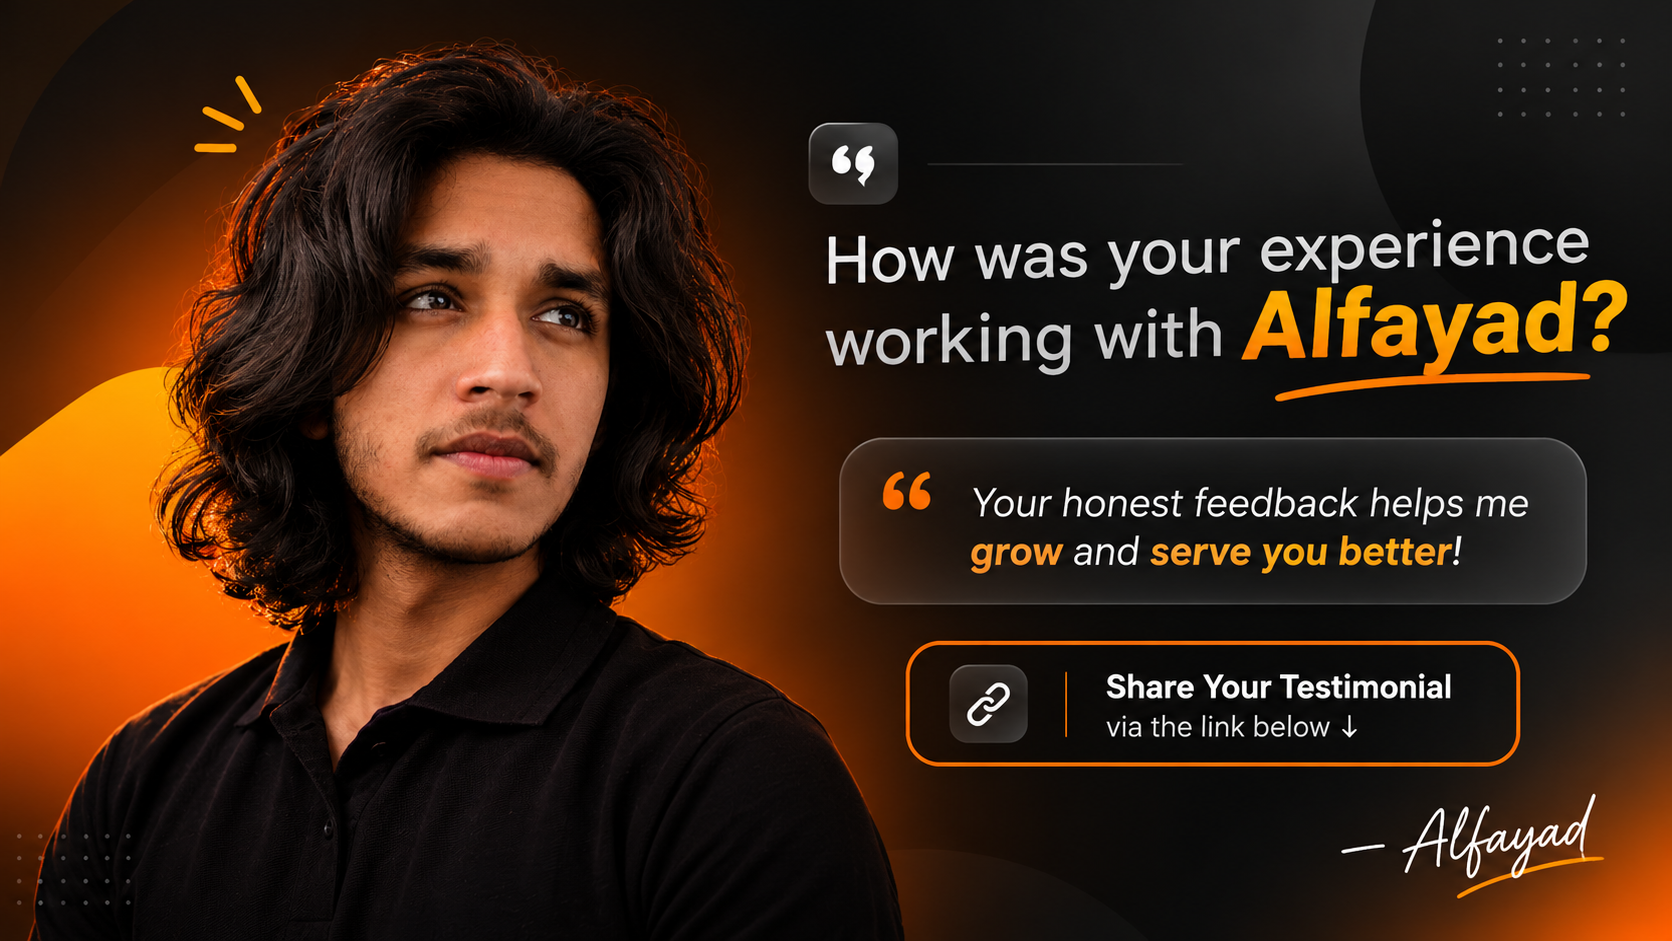 How was your experience
working with Alfayad?
“ Your honest feedback helps me
grow and serve you better!
Share Your Testimonial
via the link below ↓
— Alfayad